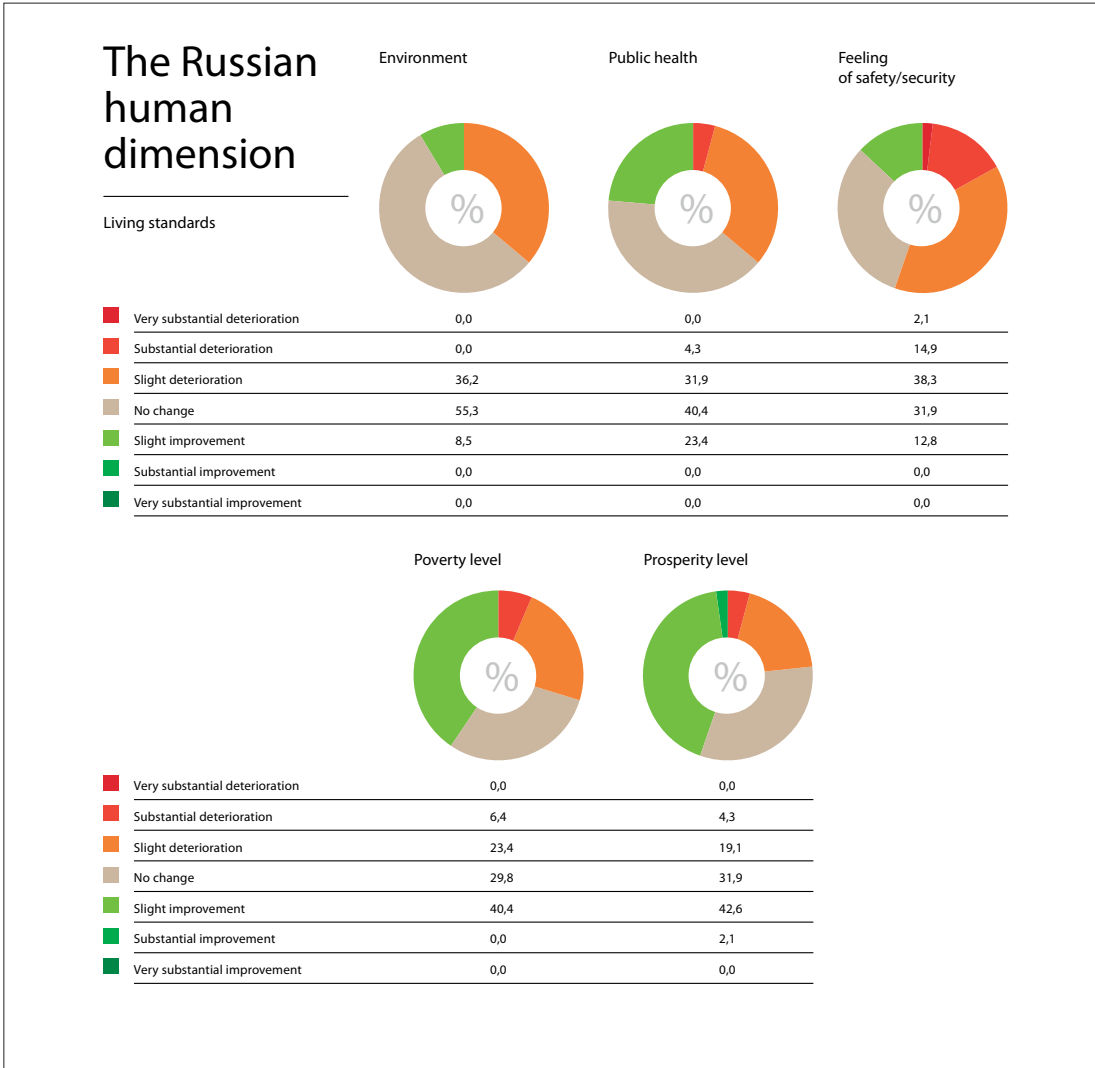 The Russian
human
dimension
Living standards
Environment
Public health
Feeling
of safety/security
%
%
%
Very substantial deterioration 0,0 0,0 2,1
Substantial deterioration 0,0 4,3 14,9
Slight deterioration 36,2 31,9 38,3
No change 55,3 40,4 31,9
Slight improvement 8,5 23,4 12,8
Substantial improvement 0,0 0,0 0,0
Very substantial improvement 0,0 0,0 0,0
Poverty level
Prosperity level
%
%
Very substantial deterioration 0,0 0,0
Substantial deterioration 6,4 4,3
Slight deterioration 23,4 19,1
No change 29,8 31,9
Slight improvement 40,4 42,6
Substantial improvement 0,0 2,1
Very substantial improvement 0,0 0,0